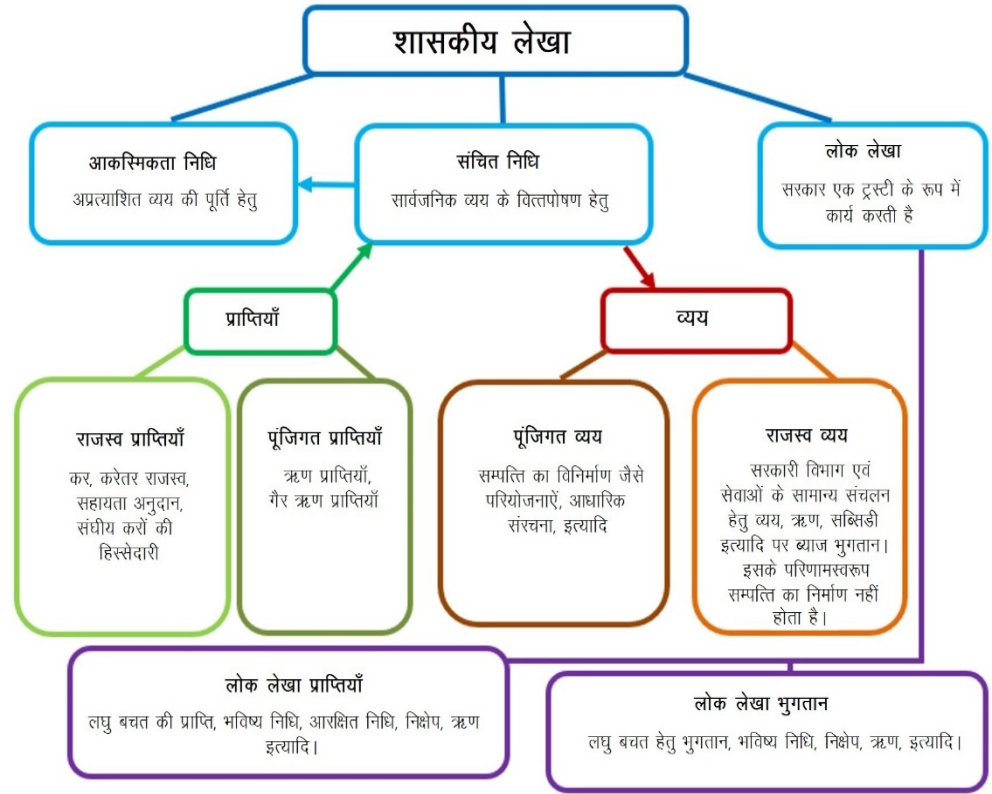 शासकीय लेखा
आकस्मिकता निधि
अप्रत्याशित व्यय की पूर्ति हेतु
संचित निधि
सार्वजनिक व्यय के वित्तपोषण हेतु
लोक लेखा
सरकार एक ट्रस्टी के रूप में
कार्य करती है
प्राप्तियाँ
व्यय
राजस्व प्राप्तियाँ
कर, करेतर राजस्व,
सहायता अनुदान,
संघीय करों की
हिस्सेदारी
पूंजिगत प्राप्तियाँ
ऋण प्राप्तियाँ,
गैर ऋण प्राप्तियाँ
पूंजिगत व्यय
सम्पत्ति का विनिर्माण जैसे
परियोजनाऐं, आधारिक
संरचना, इत्यादि
राजस्व व्यय
सरकारी विभाग एवं
सेवाओं के सामान्य संचलन
हेतु व्यय, ऋण, सब्सिडी
इत्यादि पर ब्याज भुगतान।
इसके परिणामस्वरूप
सम्पत्ति का निर्माण नहीं
होता है।
लोक लेखा प्राप्तियाँ
लघु बचत की प्राप्ति, भविष्य निधि, आरक्षित निधि, निक्षेप, ऋण
इत्यादि।
लोक लेखा भुगतान
लघु बचत हेतु भुगतान, भविष्य निधि, निक्षेप, ऋण, इत्यादि।